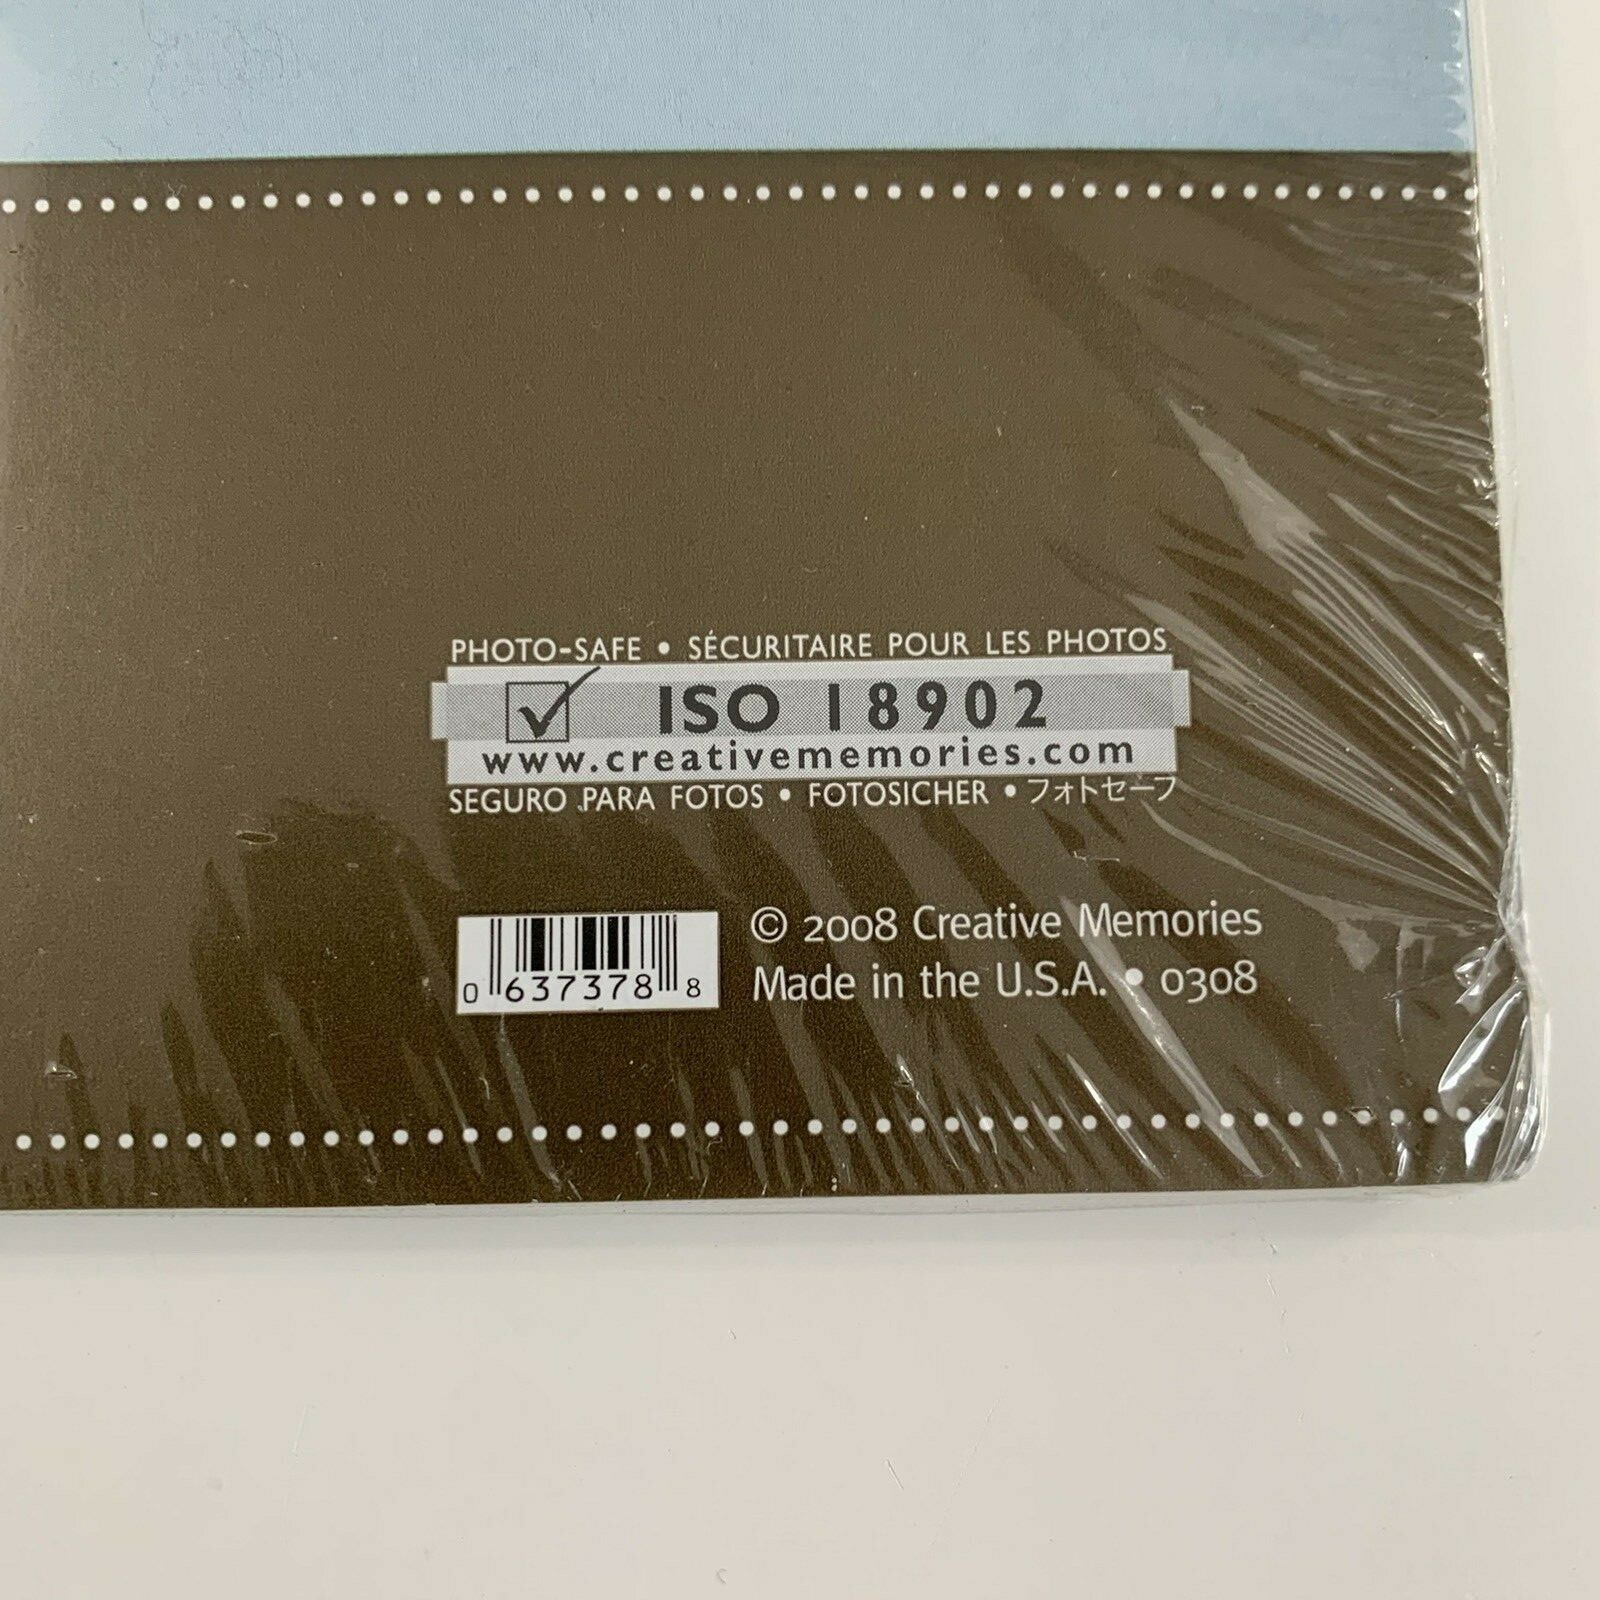 PHOTO-SAFE • SÉCURITAIRE POUR LES PHOTOS
ISO 18902
www.creativememories.com
SEGURO PARA FOTOS • FOTOSICHER • フォトセーフ
0 637378 8
© 2008 Creative Memories
Made in the U.S.A. • 0308